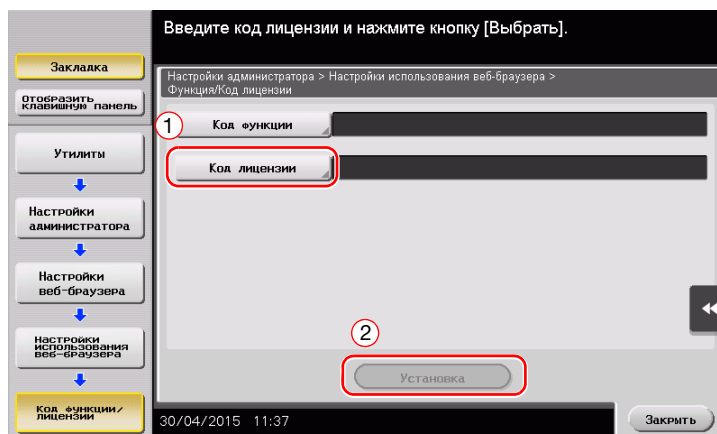 Введите код лицензии и нажмите кнопку [Выбрать].
Закладка
Отобразить
клавишную панель
Утилиты
Настройки
администратора
Настройки
веб-браузера
Настройки
использования
веб-браузера
Код функции/
лицензии
Настройки администратора > Настройки использования веб-браузера >
Функция/Код лицензии
1
Код функции
Код лицензии
2
Установка
30/04/2015 11:37
Закрыть